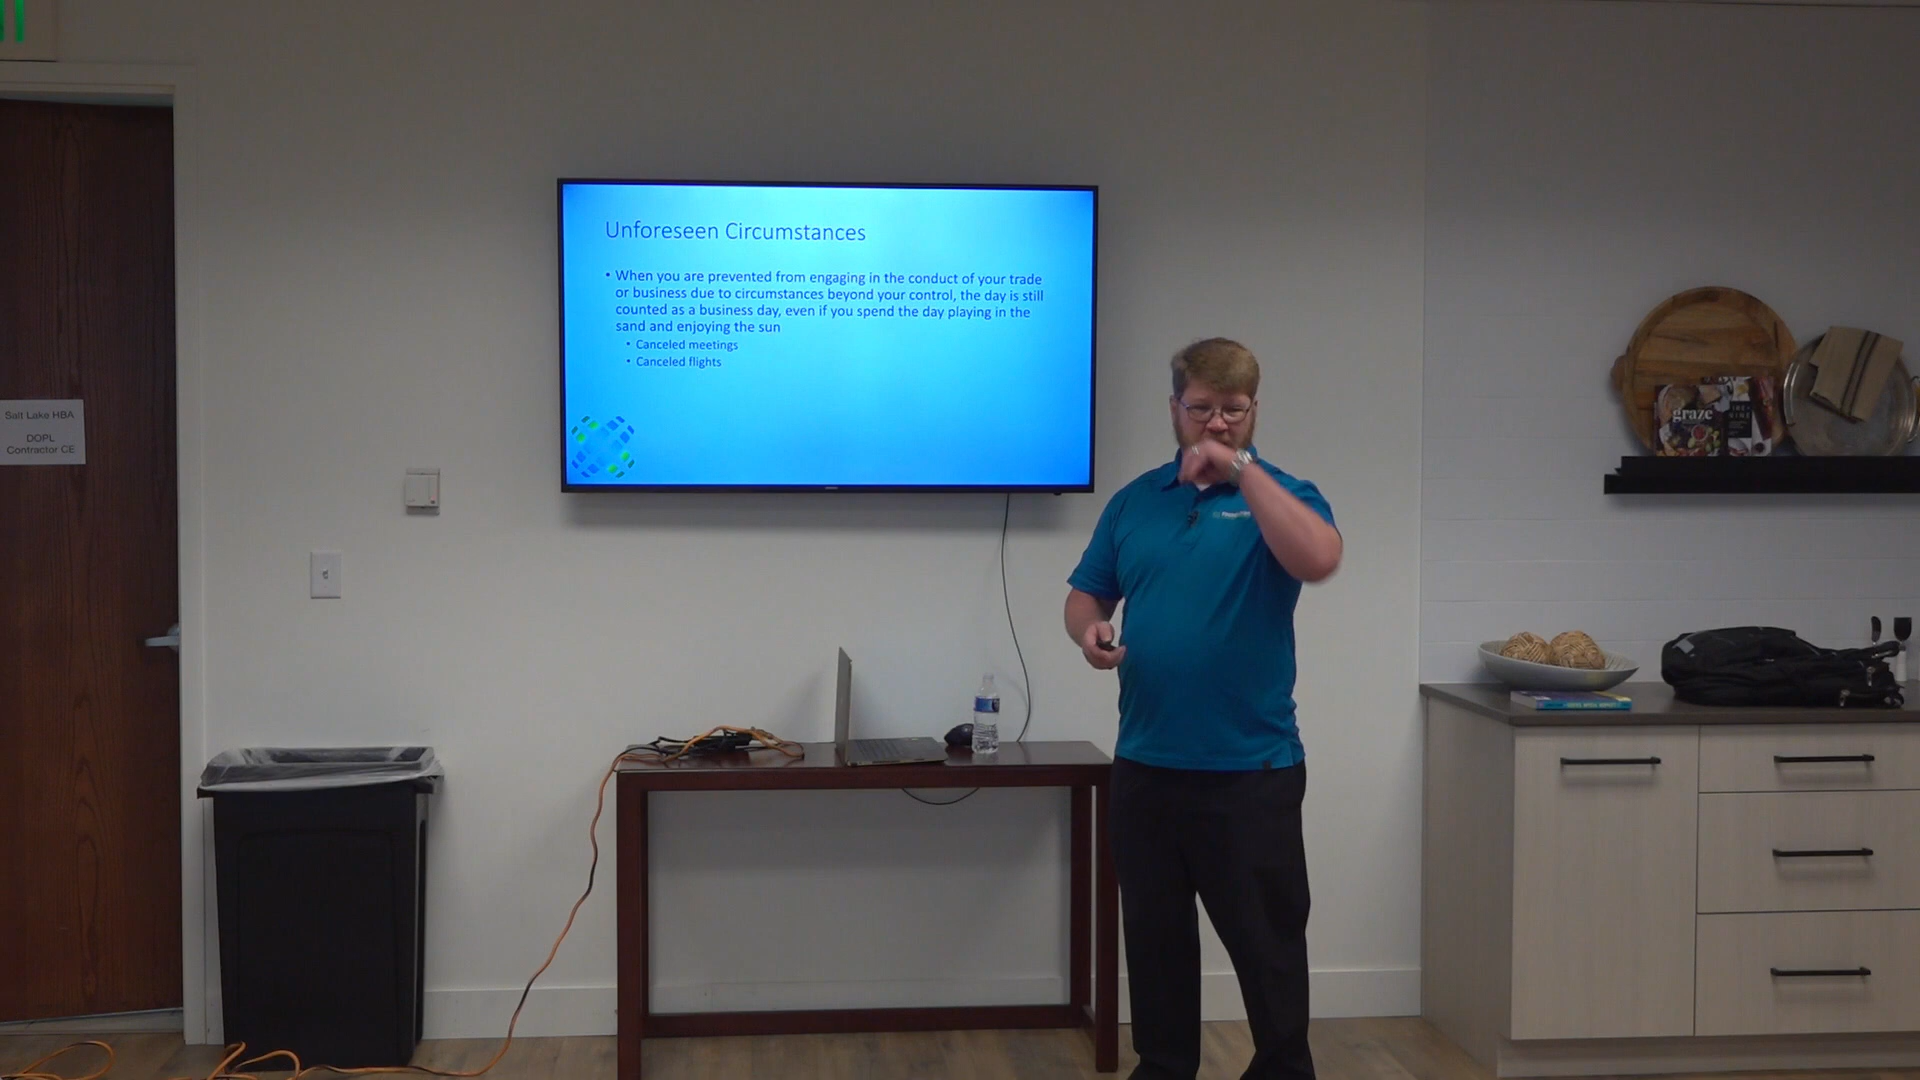 Unforeseen Circumstances
• When you are prevented from engaging in the conduct of your trade
or business due to circumstances beyond your control, the day is still
counted as a business day, even if you spend the day playing in the
sand and enjoying the sun
• Canceled meetings
• Canceled flights
Salt Lake HBA
DOPL
Contractor CE
graze